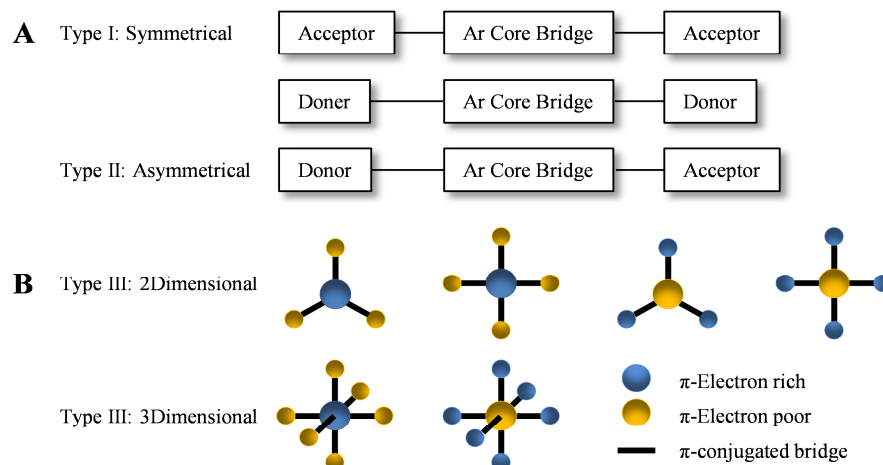 A Type I: Symmetrical Acceptor Ar Core Bridge Acceptor
Doner Ar Core Bridge Donor
Type II: Asymmetrical Donor Ar Core Bridge Acceptor
B Type III: 2Dimensional
Type III: 3Dimensional
π-Electron rich
π-Electron poor
π-conjugated bridge